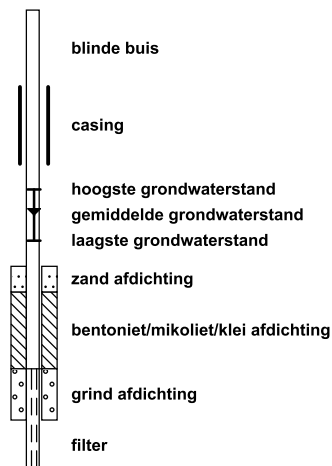 blinde buis
casing
hoogste grondwaterstand
gemiddelde grondwaterstand
laagste grondwaterstand
zand afdichting
bentoniet/mikoliet/klei afdichting
grind afdichting
filter